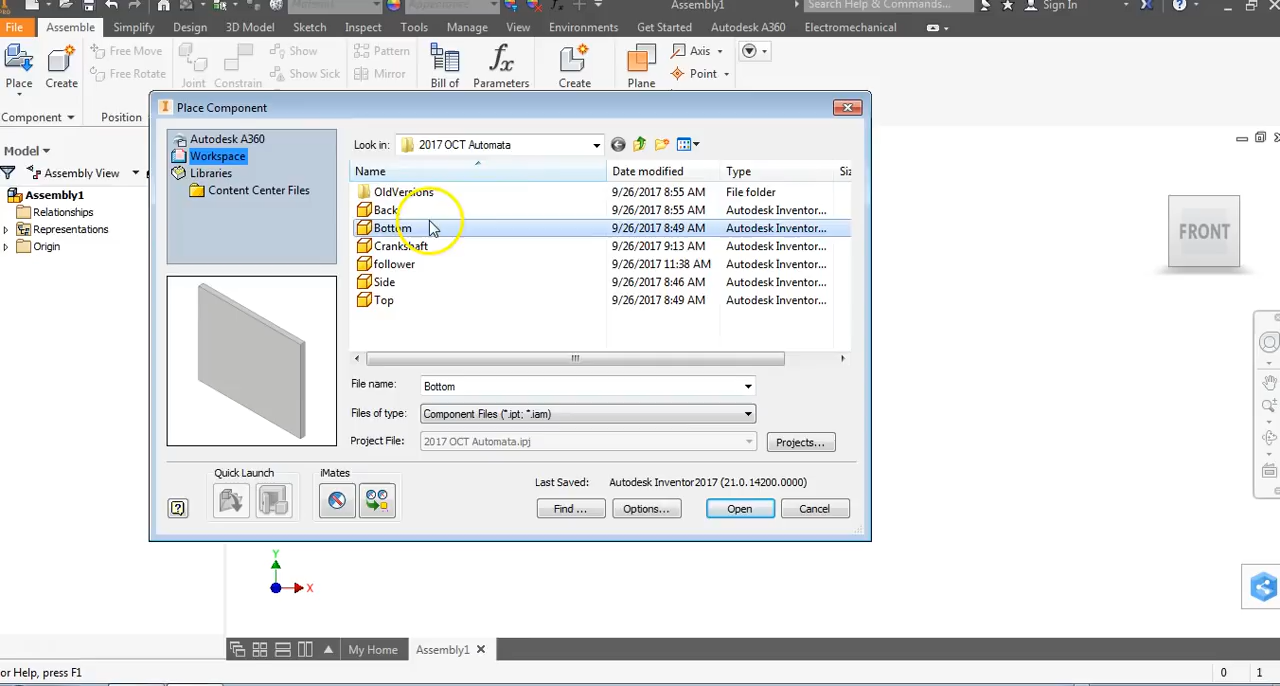 Material
Appearance
Assembly1
Search Help & Commands...
Sign In
File Assemble Simplify Design 3D Model Sketch Inspect Tools View Manage Environments Get Started Autodesk A360 Electromechanical
Place
Create
Free Move
Free Rotate
Joint
Constrain
Show
Show Sick
Pattern
Mirror
Bill of
Parameters
Create
Plane
Axis
Point
Component
Position
Model
Assembly View
Assembly1
Relationships
Representations
Origin
Place Component
Autodesk A360
Workspace
Libraries
Content Center Files
Look in: 2017 OCT Automata
Name Date modified Type Siz
OldVersions 9/26/2017 8:55 AM File folder
Back 9/26/2017 8:55 AM Autodesk Inventor...
Bottom 9/26/2017 8:49 AM Autodesk Inventor...
Crankshaft 9/26/2017 9:13 AM Autodesk Inventor...
follower 9/26/2017 11:38 AM Autodesk Inventor...
Side 9/26/2017 8:46 AM Autodesk Inventor...
Top 9/26/2017 8:49 AM Autodesk Inventor...
File name: Bottom
Files of type: Component Files (*.ipt; *.iam)
Project File: 2017 OCT Automata.ipj
Projects...
Quick Launch
iMates
Last Saved: Autodesk Inventor 2017 (21.0.14200.0000)
Find ... Options... Open Cancel
FRONT
Y
X
My Home Assembly1
or Help, press F1
0 1